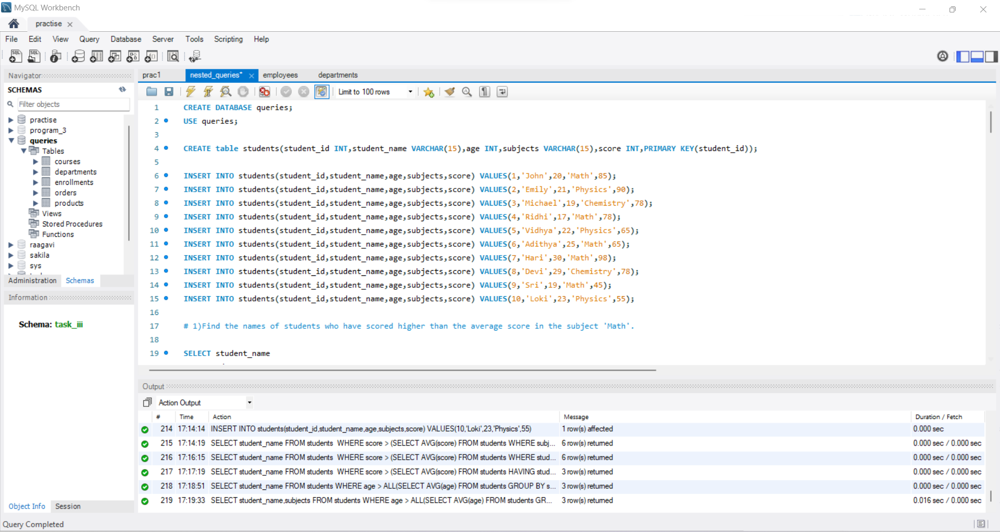 MySQL Workbench
practise
File Edit View Query Database Server Tools Scripting Help
Navigator
prac1 nested_queries* employees departments
SCHEMAS
Limit to 100 rows
Filter objects
practise
program_3
queries
Tables
courses
departments
enrollments
orders
products
Views
Stored Procedures
Functions
raagavi
sakila
sys
Administration Schemas
Information
Schema: task_iii
Object Info Session
1 CREATE DATABASE queries;
2 USE queries;
3
4 CREATE table students(student_id INT,student_name VARCHAR(15),age INT,subjects VARCHAR(15),score INT,PRIMARY KEY(student_id));
5
6 INSERT INTO students(student_id,student_name,age,subjects,score) VALUES(1,'John',20,'Math',85);
7 INSERT INTO students(student_id,student_name,age,subjects,score) VALUES(2,'Emily',21,'Physics',90);
8 INSERT INTO students(student_id,student_name,age,subjects,score) VALUES(3,'Michael',19,'Chemistry',78);
9 INSERT INTO students(student_id,student_name,age,subjects,score) VALUES(4,'Ridhi',17,'Math',78);
10 INSERT INTO students(student_id,student_name,age,subjects,score) VALUES(5,'Vidhya',22,'Physics',65);
11 INSERT INTO students(student_id,student_name,age,subjects,score) VALUES(6,'Adithya',25,'Math',65);
12 INSERT INTO students(student_id,student_name,age,subjects,score) VALUES(7,'Hari',30,'Math',98);
13 INSERT INTO students(student_id,student_name,age,subjects,score) VALUES(8,'Devi',29,'Chemistry',78);
14 INSERT INTO students(student_id,student_name,age,subjects,score) VALUES(9,'Sri',19,'Math',45);
15 INSERT INTO students(student_id,student_name,age,subjects,score) VALUES(10,'Loki',23,'Physics',55);
16
17 # 1)Find the names of students who have scored higher than the average score in the subject 'Math'.
18
19 SELECT student_name
Output
Action Output
# Time Action Message Duration / Fetch
214 17:14:14 INSERT INTO students(student_id,student_name,age,subjects,score) VALUES(10,'Loki',23,'Physics',55) 1 row(s) affected 0.000 sec
215 17:14:19 SELECT student_name FROM students WHERE score > (SELECT AVG(score) FROM students WHERE subj... 6 row(s) returned 0.000 sec / 0.000 sec
216 17:16:15 SELECT student_name FROM students WHERE score > (SELECT AVG(score) FROM students WHERE stud... 6 row(s) returned 0.000 sec / 0.000 sec
217 17:17:19 SELECT student_name FROM students WHERE score > (SELECT AVG(score) FROM students HAVING stud... 3 row(s) returned 0.000 sec / 0.000 sec
218 17:18:51 SELECT student_name FROM students WHERE age > ALL(SELECT AVG(age) FROM students GROUP BY s... 3 row(s) returned 0.000 sec / 0.000 sec
219 17:19:33 SELECT student_name,subjects FROM students WHERE age > ALL(SELECT AVG(age) FROM students GR... 3 row(s) returned 0.016 sec / 0.000 sec
Query Completed